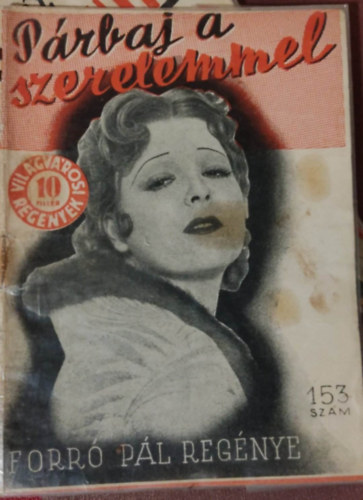 Párbaj a
szerelemmel
VILÁGVÁROSI
10
FILLÉR
REGÉNYEK
153
SZÁM
FORRÓ PÁL REGÉNYE